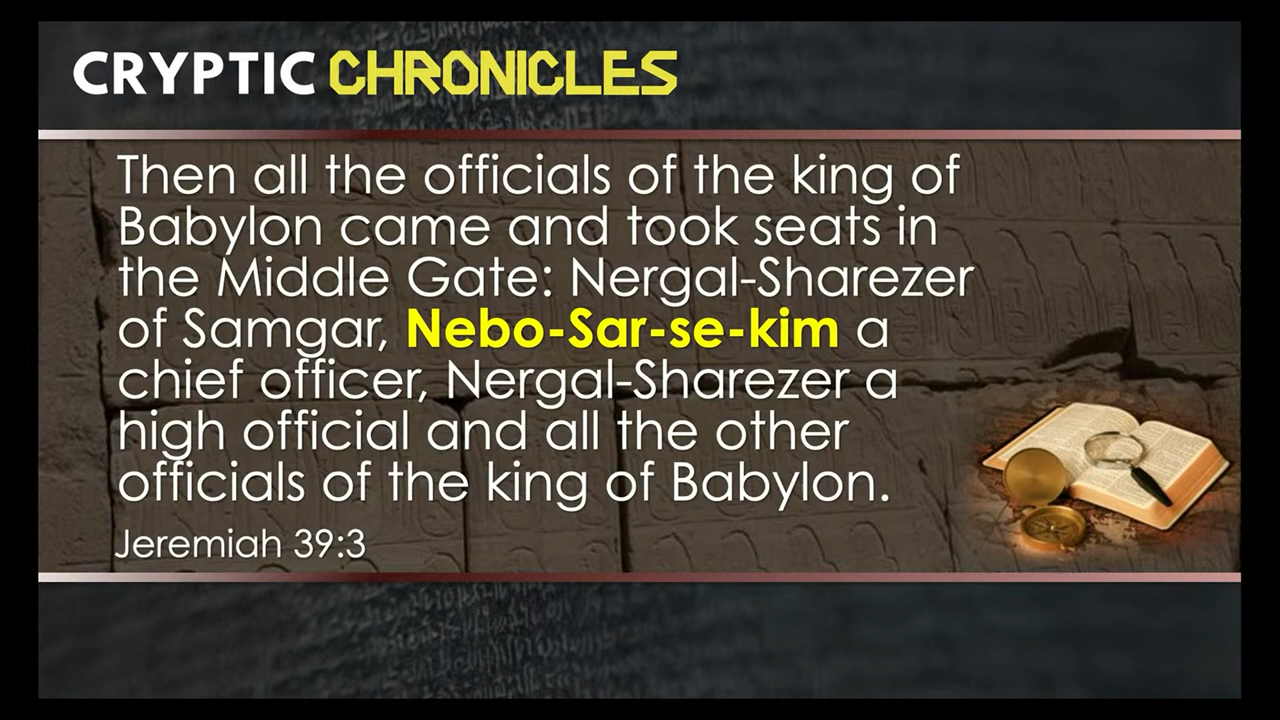 CRYPTIC CHRONICLES
Then all the officials of the king of
Babylon came and took seats in
the Middle Gate: Nergal-Sharezer
of Samgar, Nebo-Sar-se-kim a
chief officer, Nergal-Sharezer a
high official and all the other
officials of the king of Babylon.
Jeremiah 39:3